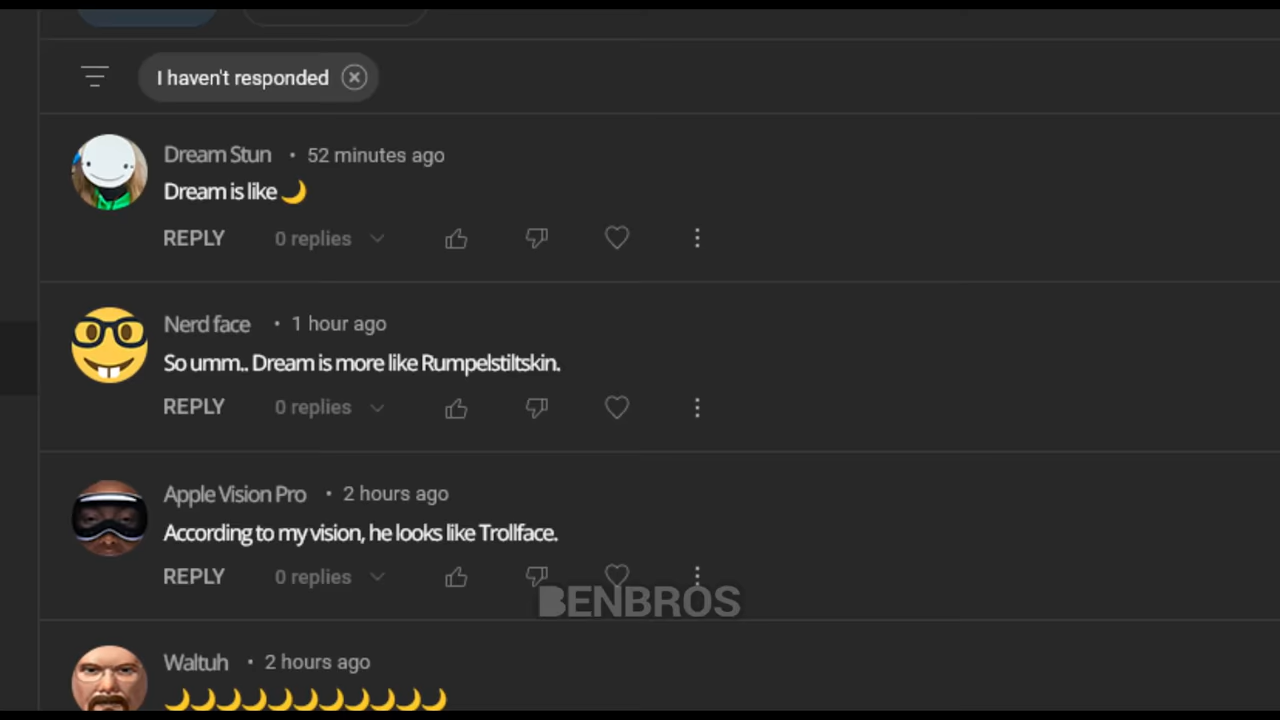 I haven't responded
Dream Stun • 52 minutes ago
Dream is like 🌙
REPLY 0 replies
Nerd face • 1 hour ago
So umm.. Dream is more like Rumpelstiltskin.
REPLY 0 replies
Apple Vision Pro • 2 hours ago
According to my vision, he looks like Trollface.
REPLY 0 replies
BENBROS
Waltuh • 2 hours ago
🌙🌙🌙🌙🌙🌙🌙🌙🌙🌙🌙